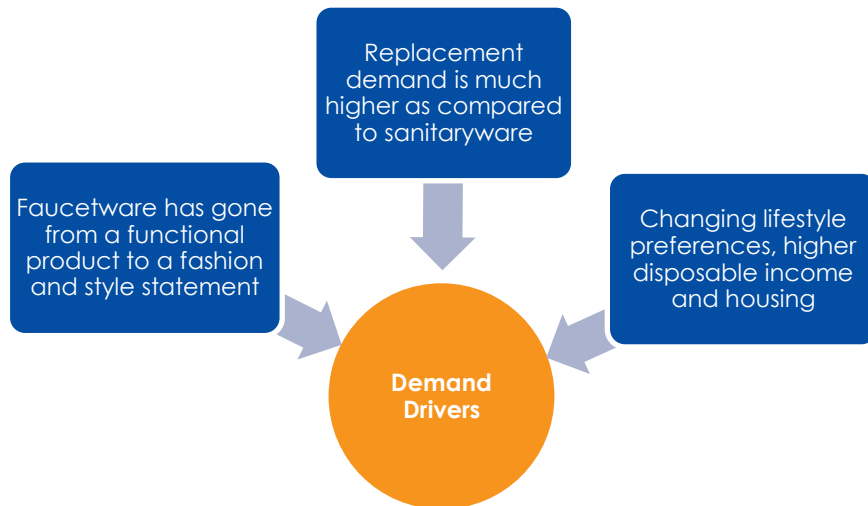 Replacement
demand is much
higher as compared
to sanitaryware
Faucetware has gone
from a functional
product to a fashion
and style statement
Changing lifestyle
preferences, higher
disposable income
and housing
Demand
Drivers